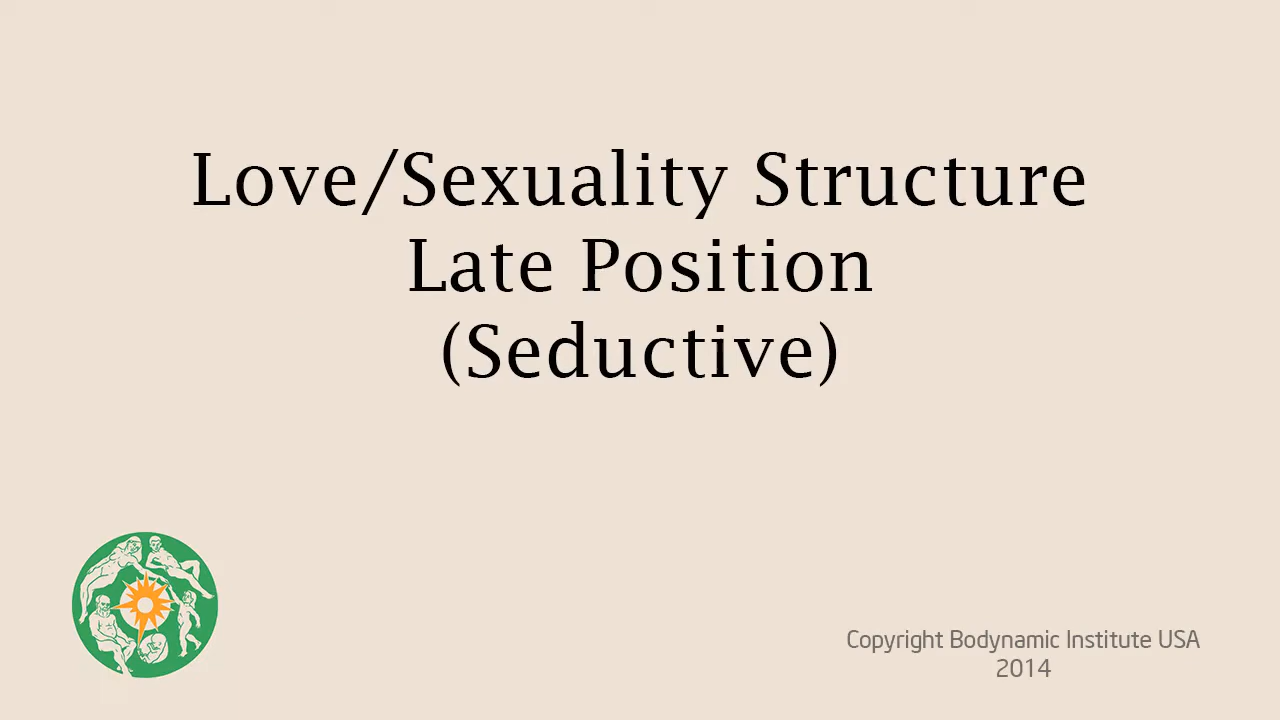 Love/Sexuality Structure
Late Position
(Seductive)
Copyright Bodynamic Institute USA
2014